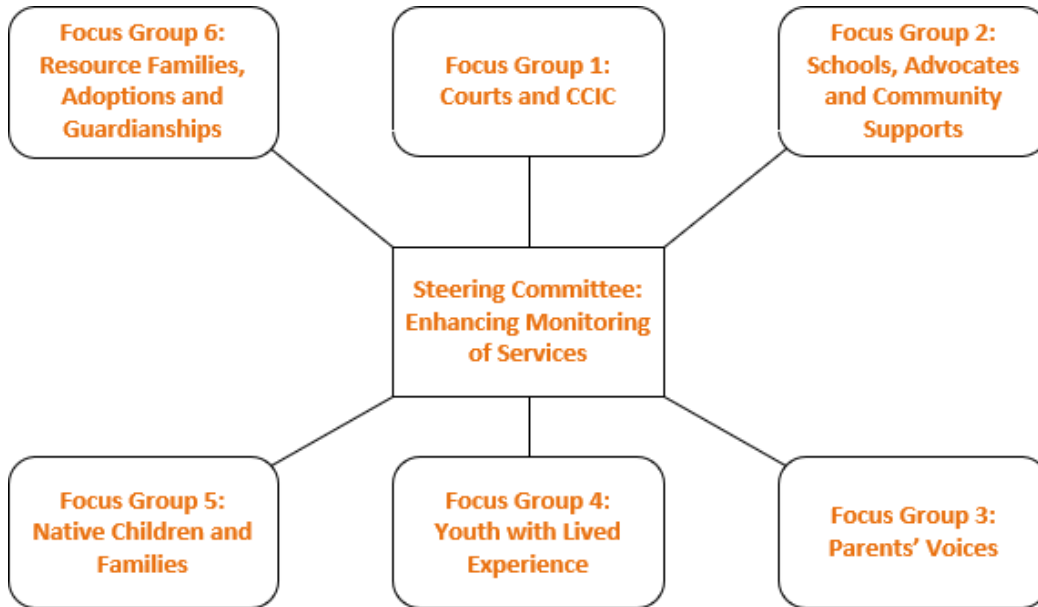 Focus Group 6:
Resource Families,
Adoptions and
Guardianships
Focus Group 1:
Courts and CCIC
Focus Group 2:
Schools, Advocates
and Community
Supports
Steering Committee:
Enhancing Monitoring
of Services
Focus Group 5:
Native Children and
Families
Focus Group 4:
Youth with Lived
Experience
Focus Group 3:
Parents’ Voices